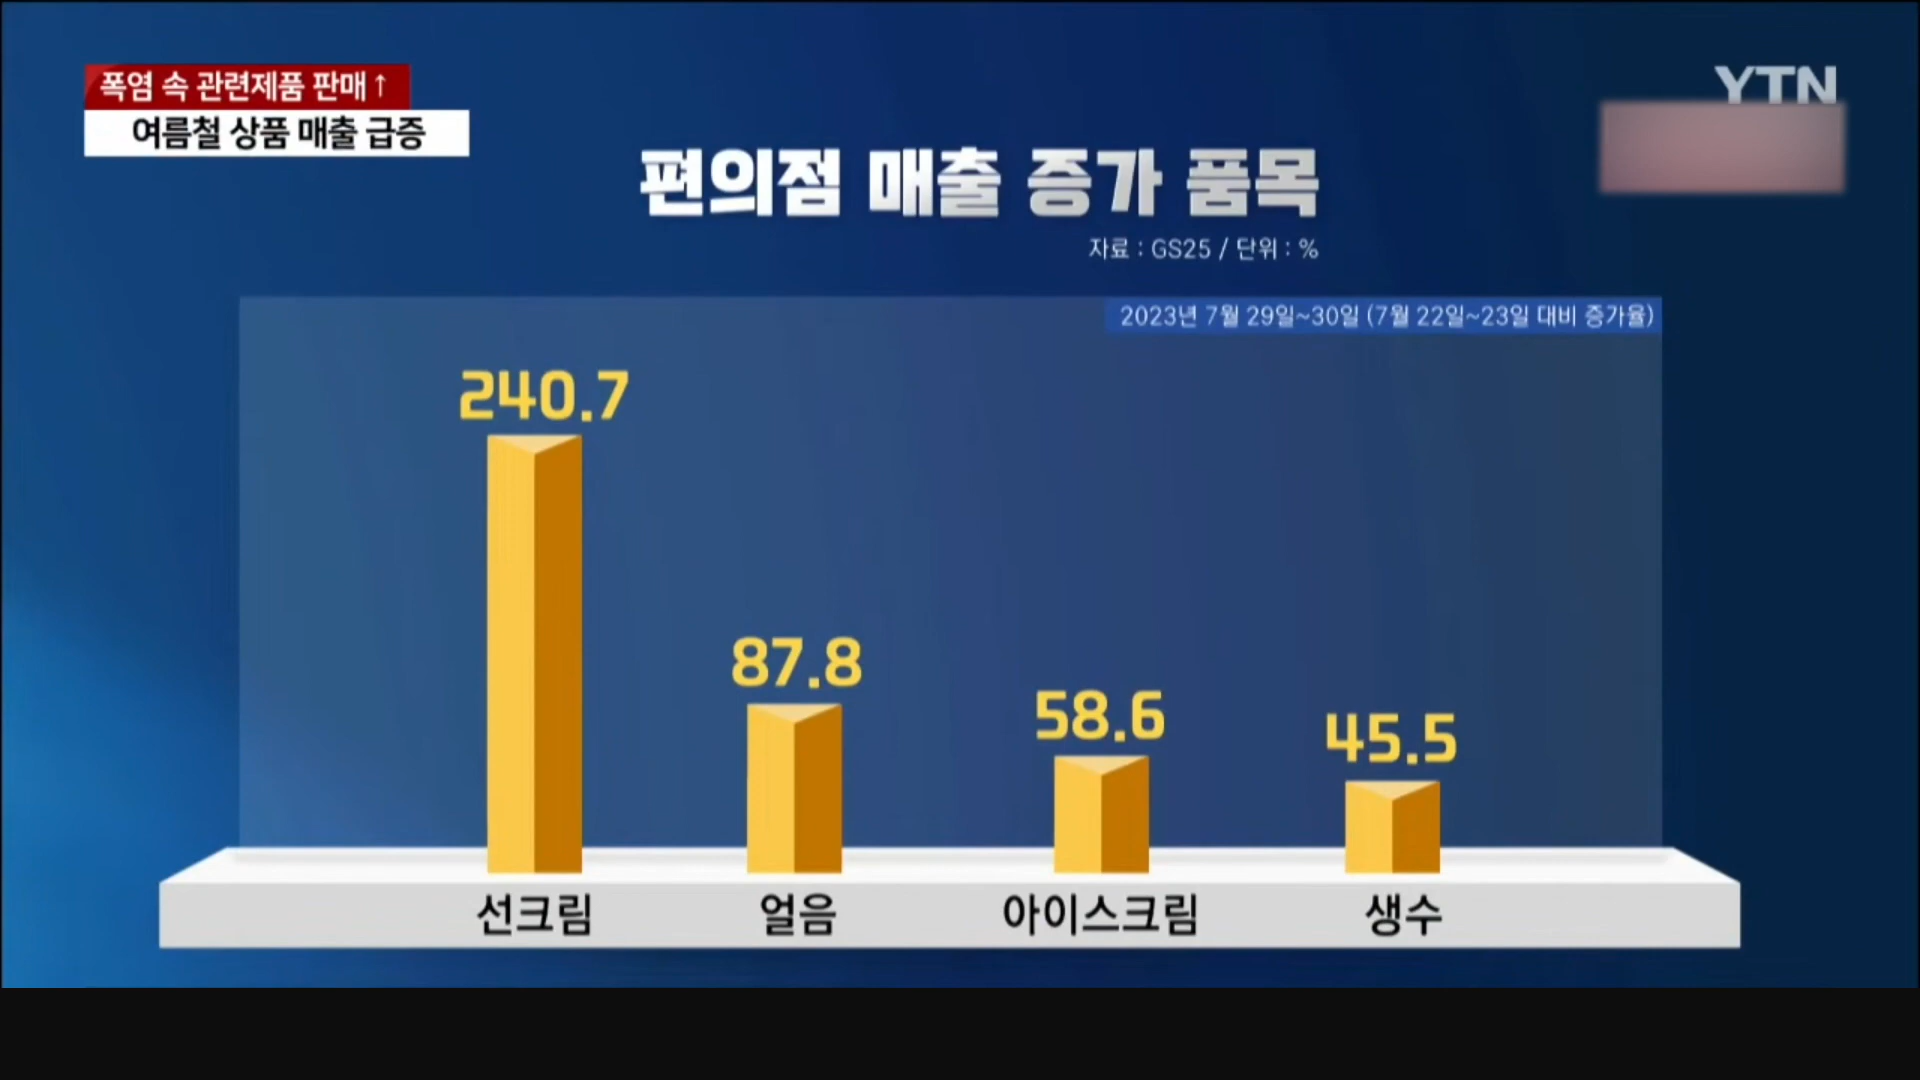 폭염 속 관련제품 판매↑
여름철 상품 매출 급증
YTN
편의점 매출 증가 품목
자료 : GS25 / 단위 : %
2023년 7월 29일~30일 (7월 22일~23일 대비 증가율)
240.7
87.8
58.6
45.5
선크림
얼음
아이스크림
생수